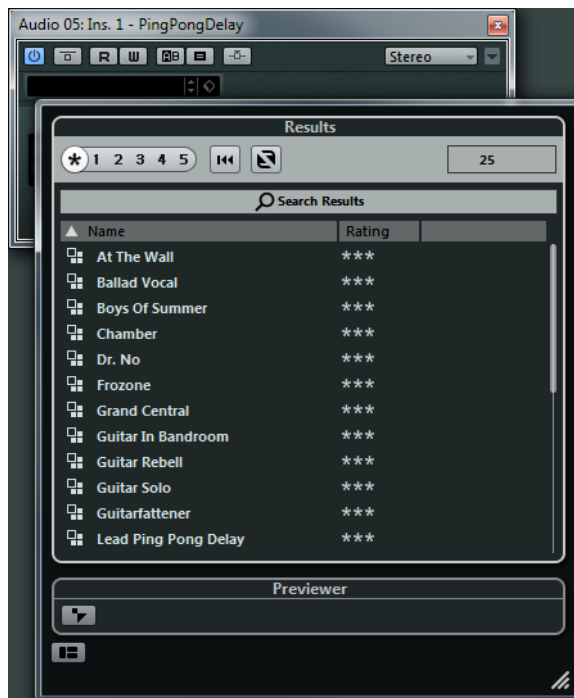 Audio 05: Ins. 1 - PingPongDelay
R W AB Stereo
Results
* 1 2 3 4 5 25
Search Results
Name Rating
At The Wall ***
Ballad Vocal ***
Boys Of Summer ***
Chamber ***
Dr. No ***
Frozone ***
Grand Central ***
Guitar In Bandroom ***
Guitar Rebell ***
Guitar Solo ***
Guitarfattener ***
Lead Ping Pong Delay ***
Previewer